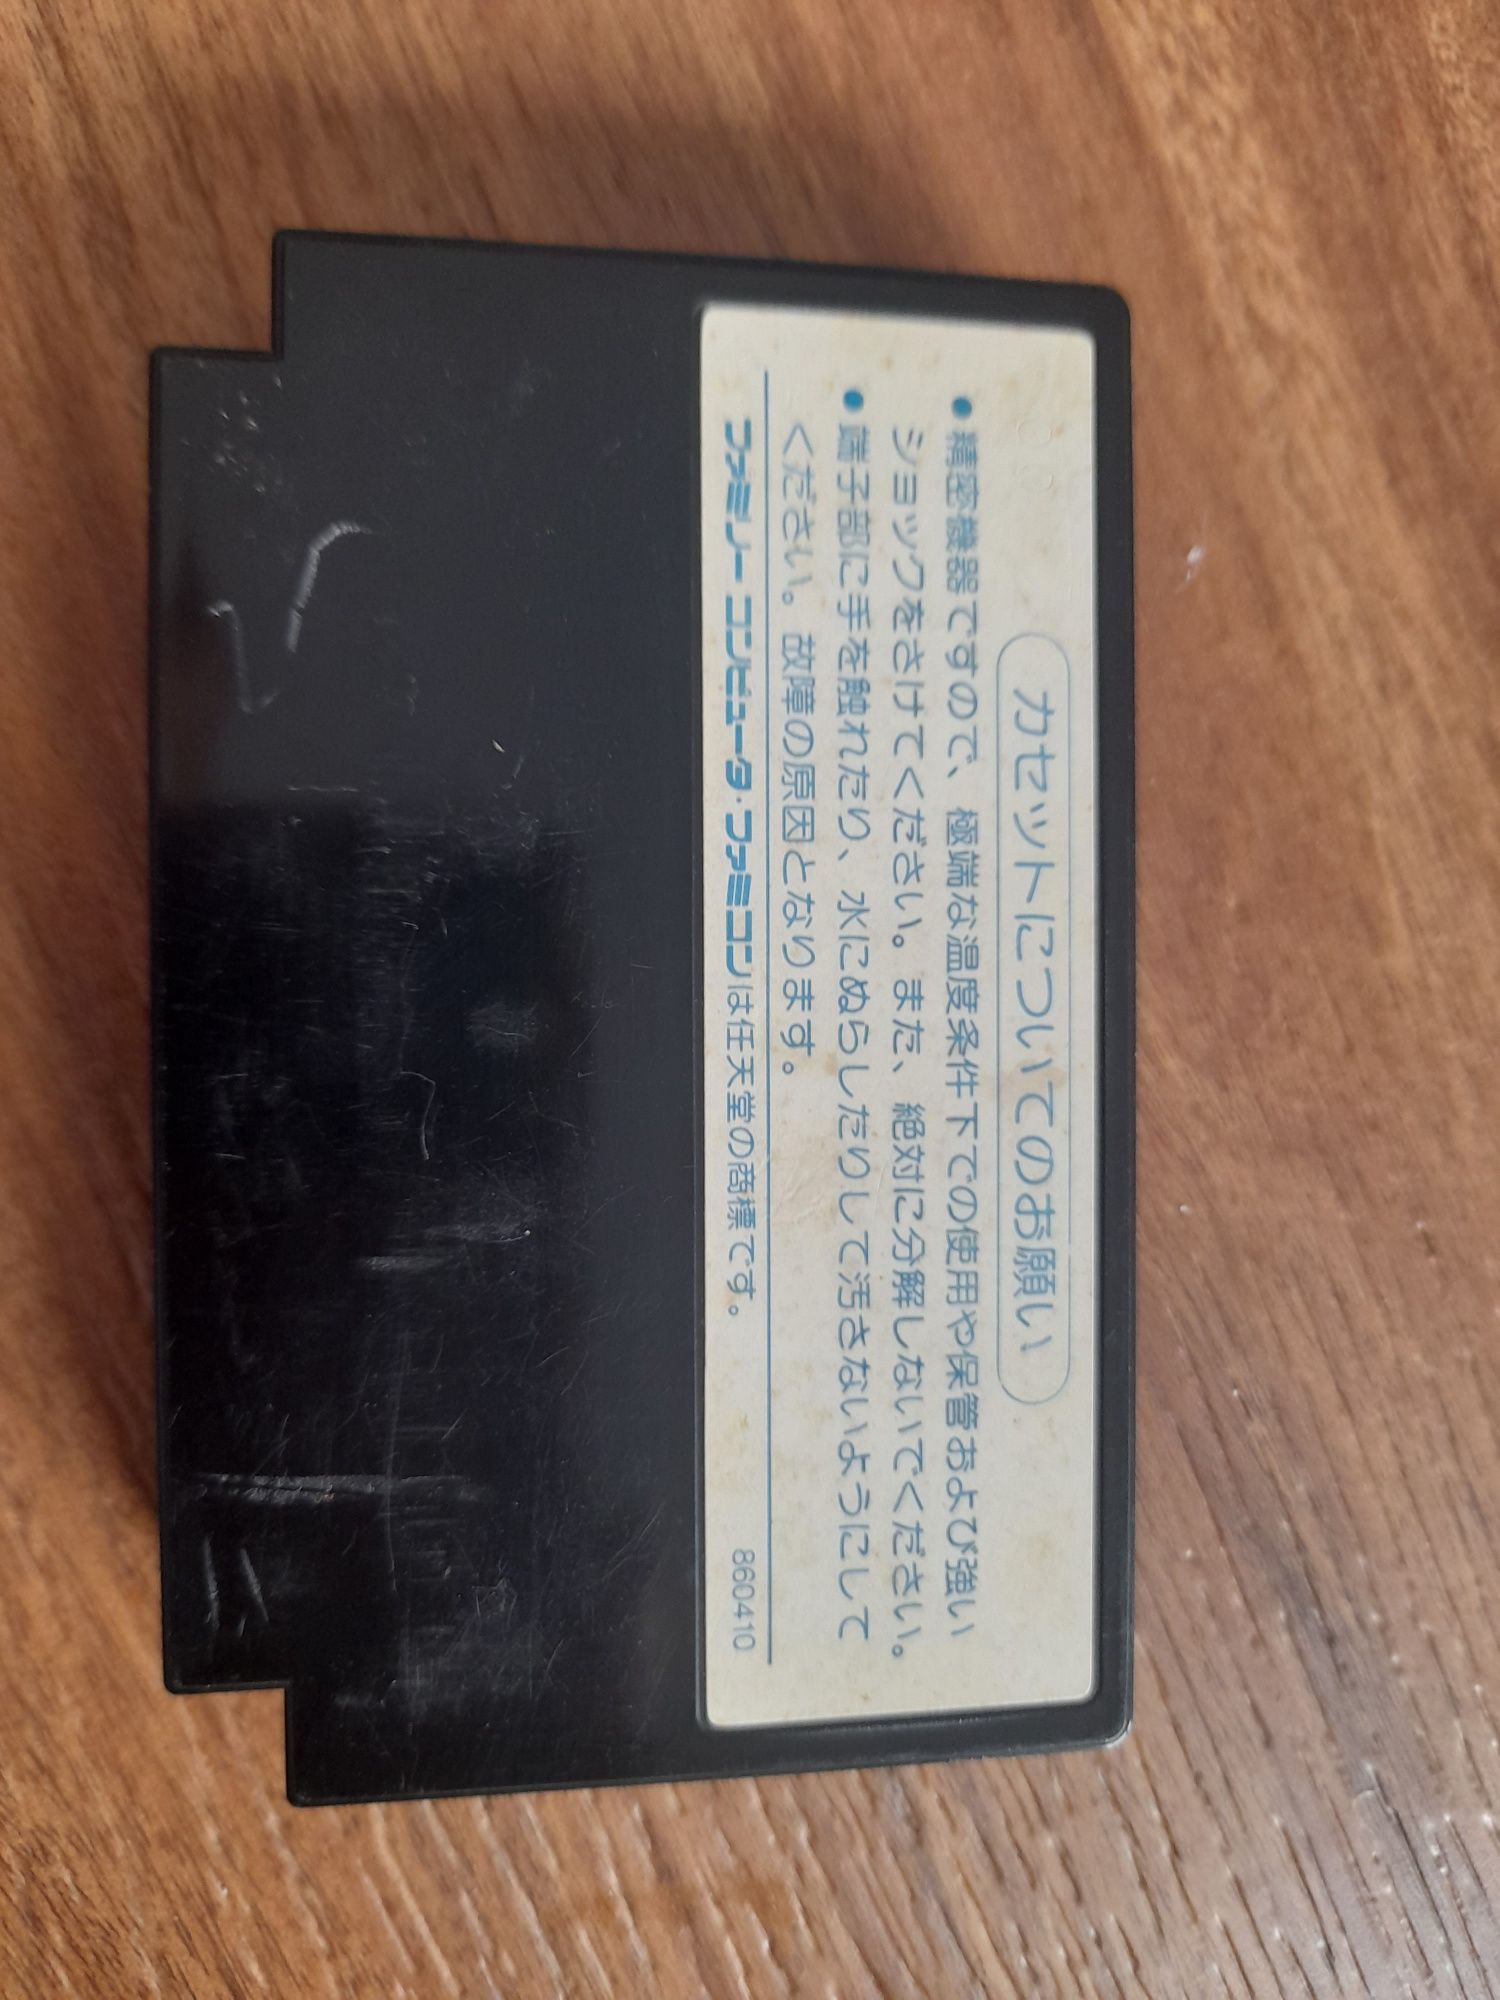 カセットについてのお願い
●精密機器ですので、極端な温度条件下での使用や保管および強い
ショックをさけてください。また、絶対に分解しないでください。
●端子部に手を触れたり、水にぬらしたりして汚さないようにして
ください。故障の原因となります。
ファミリーコンピュータ・ファミコンは任天堂の商標です。
860410